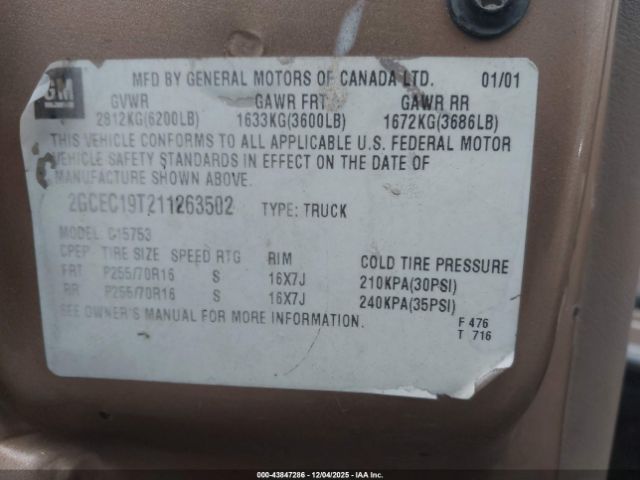 GM
MFD BY GENERAL MOTORS OF CANADA LTD. 01/01
GVWR GAWR FRT GAWR RR
2812KG(6200LB) 1633KG(3600LB) 1672KG(3686LB)
THIS VEHICLE CONFORMS TO ALL APPLICABLE U.S. FEDERAL MOTOR
VEHICLE SAFETY STANDARDS IN EFFECT ON THE DATE OF
MANUFACTURE SHOWN ABOVE.
2GCEC19T211263502 TYPE: TRUCK
MODEL: C15753
TIRE SIZE SPEED RTG RIM COLD TIRE PRESSURE
FRT P255/70R16 S 16X7J 210KPA(30PSI)
RR P255/70R16 S 16X7J 240KPA(35PSI)
SEE OWNER'S MANUAL FOR MORE INFORMATION.
F 476
T 716
000-43847286 - 12/04/2025 - IAA Inc.